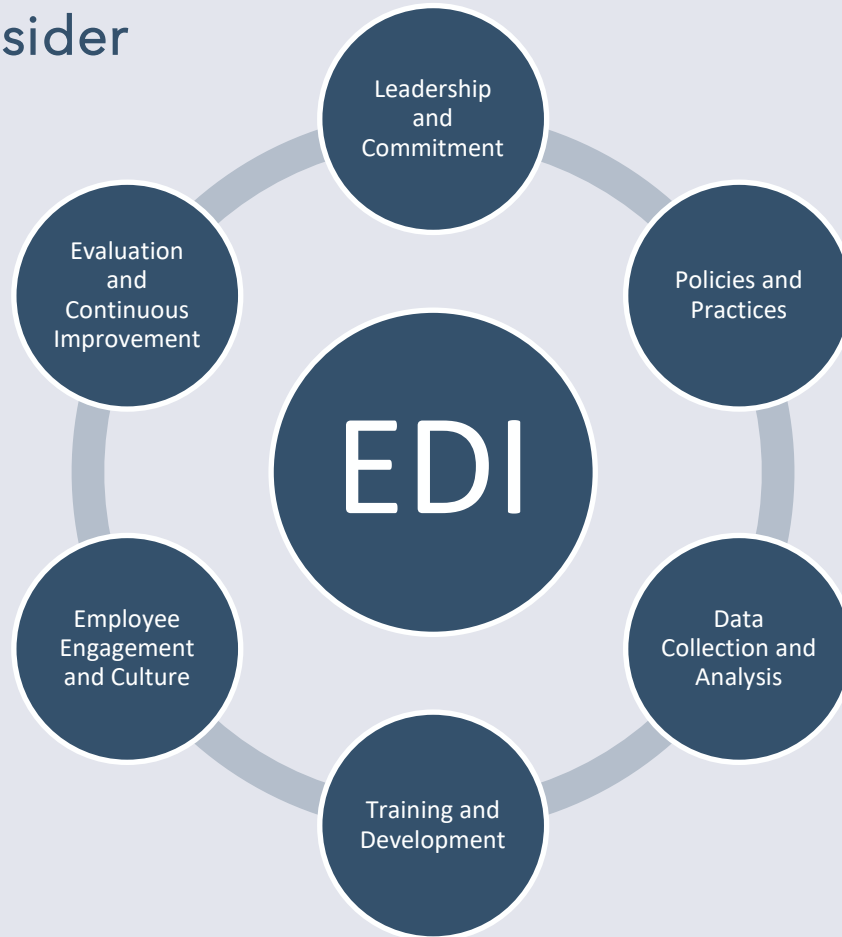 sider
Leadership
and
Commitment
Policies and
Practices
Data
Collection and
Analysis
Training and
Development
Employee
Engagement
and Culture
Evaluation
and
Continuous
Improvement
EDI